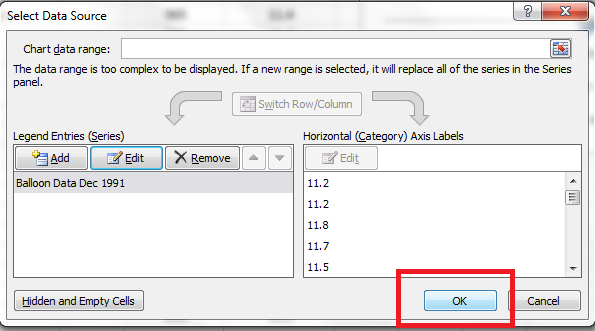 Select Data Source
Chart data range:
The data range is too complex to be displayed. If a new range is selected, it will replace all of the series in the Series
panel.
Switch Row/Column
Legend Entries (Series)
Horizontal (Category) Axis Labels
Add
Edit
Remove
Edit
Balloon Data Dec 1991
11.2
11.2
11.8
11.7
11.5
Hidden and Empty Cells
OK
Cancel